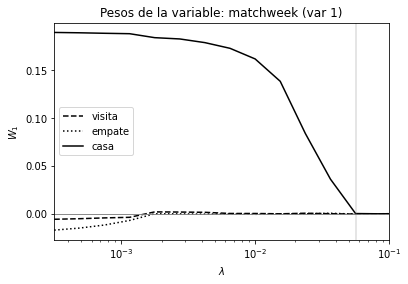 Pesos de la variable: matchweek (var 1)
0.15
0.10
0.05
0.00
W₁
visita
empate
casa
10⁻³
10⁻²
10⁻¹
λ